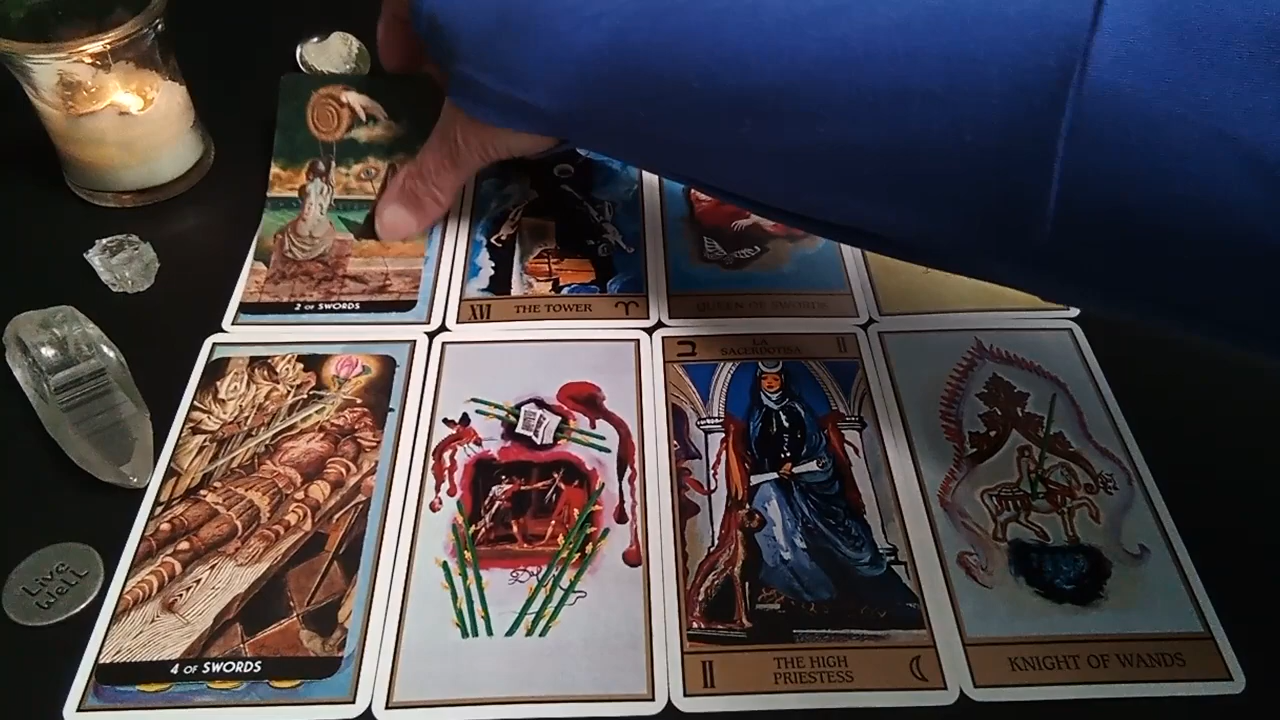 2 OF SWORDS
XVI THE TOWER ♈
QUEEN OF SWORDS
Live
Well
4 OF SWORDS
ב LA II
SACERDOTISA
II THE HIGH
PRIESTESS
KNIGHT OF WANDS